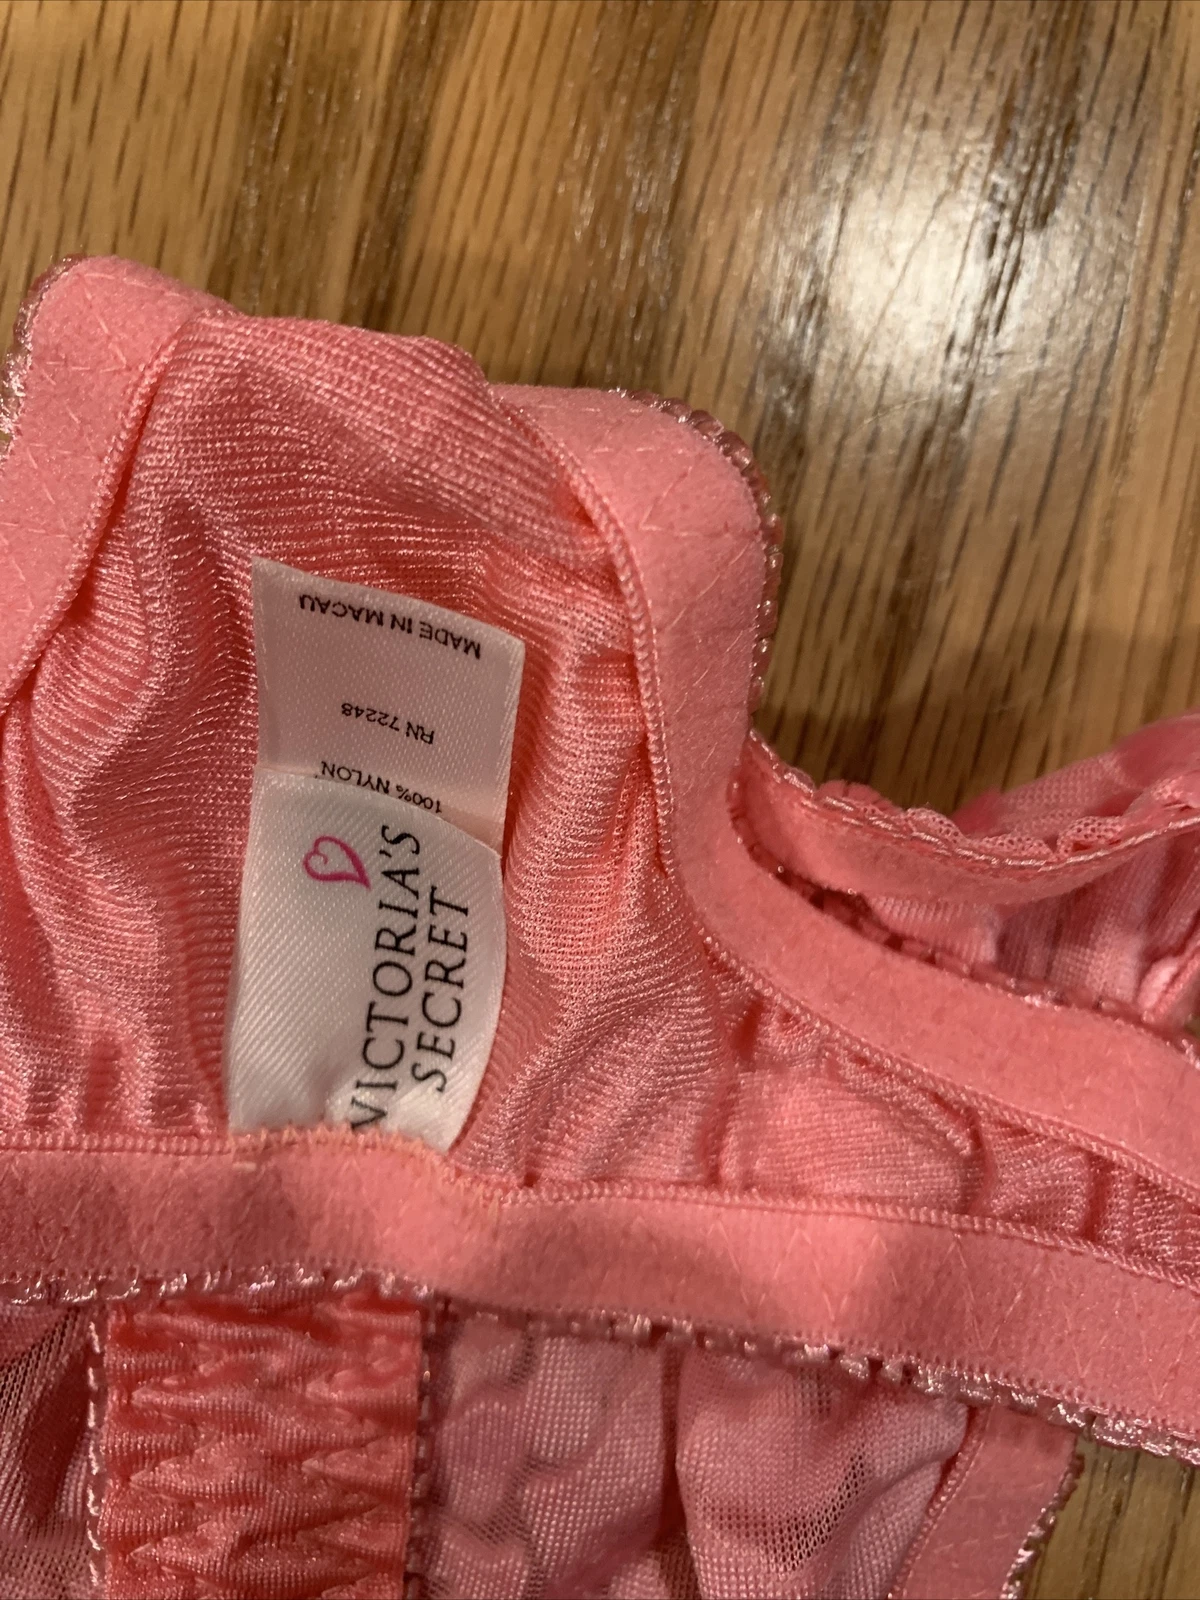 MADE IN MACAU
RN 72248
100% NYLON
VICTORIA'S
SECRET